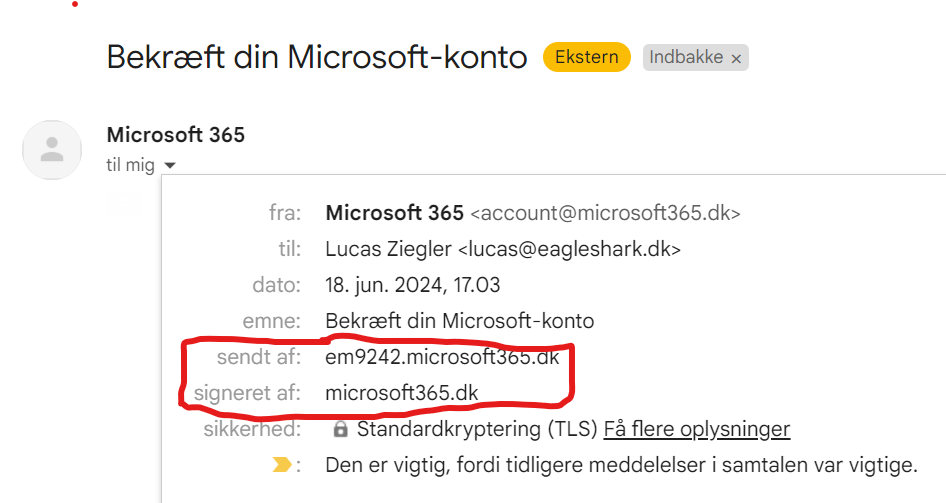 Bekræft din Microsoft-konto Ekstern Indbakke ×
Microsoft 365
til mig
fra: Microsoft 365 <account@microsoft365.dk>
til: Lucas Ziegler <lucas@eagleshark.dk>
dato: 18. jun. 2024, 17.03
emne: Bekræft din Microsoft-konto
sendt af: em9242.microsoft365.dk
signeret af: microsoft365.dk
sikkerhed: Standardkryptering (TLS) Få flere oplysninger
: Den er vigtig, fordi tidligere meddelelser i samtalen var vigtige.